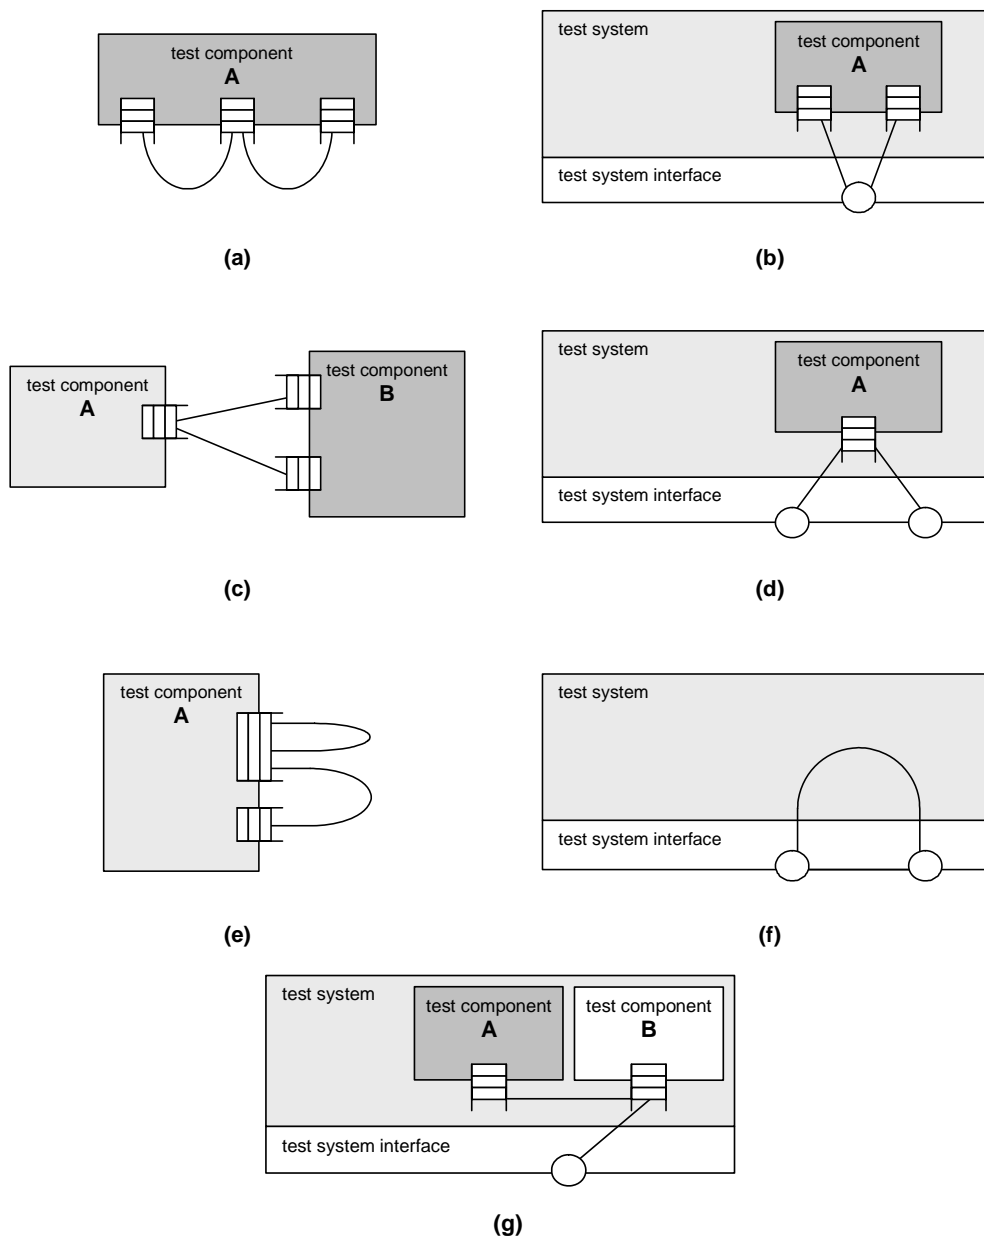 test component
A
(a)
test system
test component
A
test system interface
(b)
test component
A
test component
B
(c)
test system
test component
A
test system interface
(d)
test component
A
(e)
test system
test system interface
(f)
test system
test component
A
test component
B
test system interface
(g)